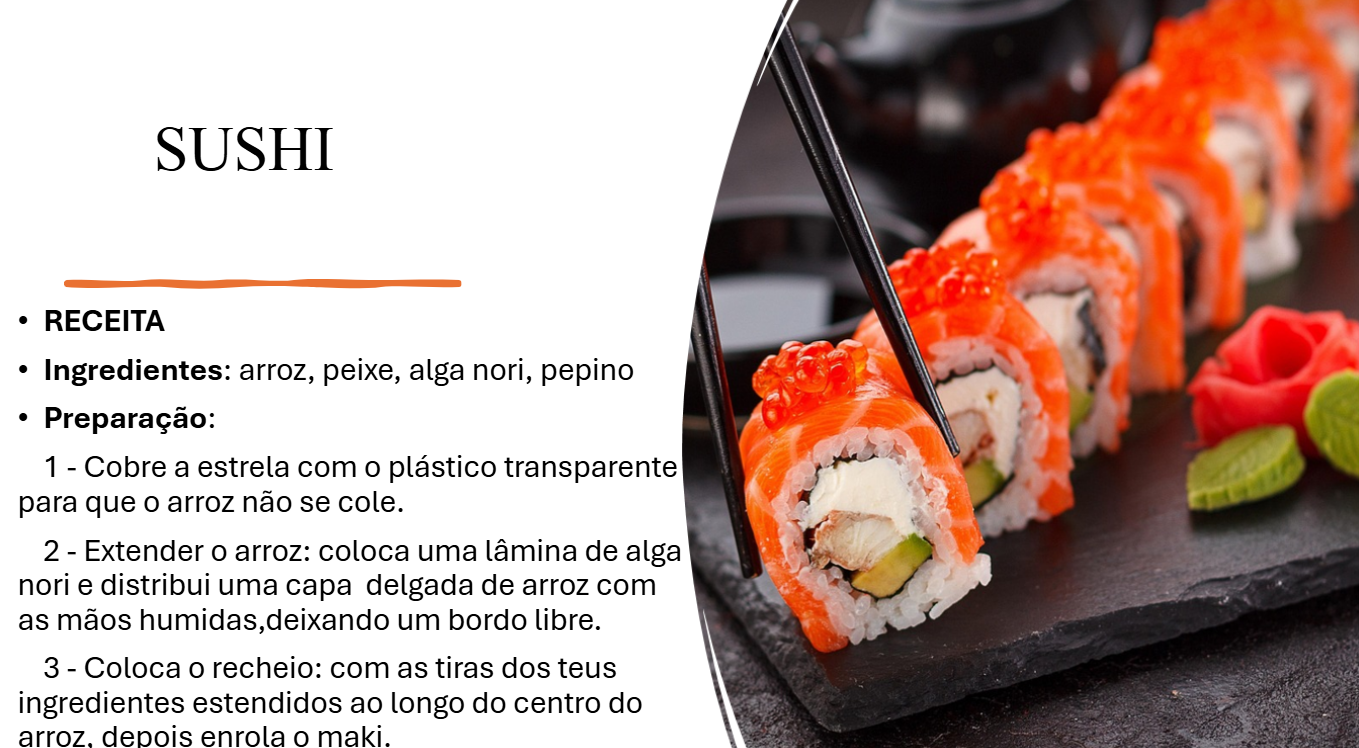 SUSHI
• RECEITA
• Ingredientes: arroz, peixe, alga nori, pepino
• Preparação:
1 - Cobre a estrela com o plástico transparente
para que o arroz não se cole.
2 - Extender o arroz: coloca uma lâmina de alga
nori e distribui uma capa  delgada de arroz com
as mãos humidas,deixando um bordo libre.
3 - Coloca o recheio: com as tiras dos teus
ingredientes estendidos ao longo do centro do
arroz, depois enrola o maki.